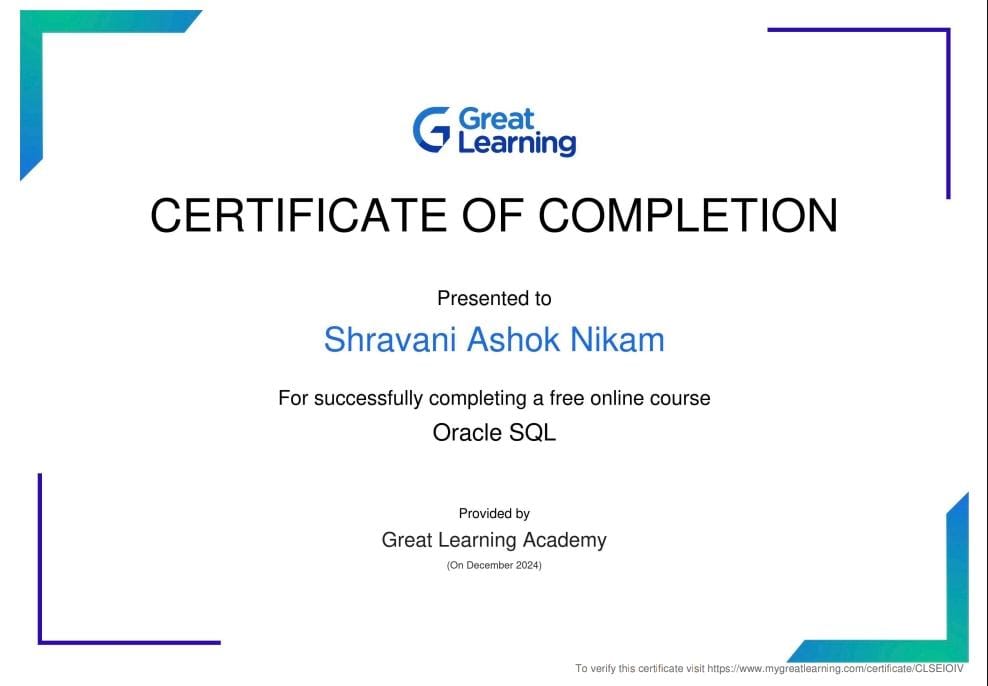 Great
Learning
CERTIFICATE OF COMPLETION
Presented to
Shravani Ashok Nikam
For successfully completing a free online course
Oracle SQL
Provided by
Great Learning Academy
(On December 2024)
To verify this certificate visit https://www.mygreatlearning.com/certificate/CLSEIOIV